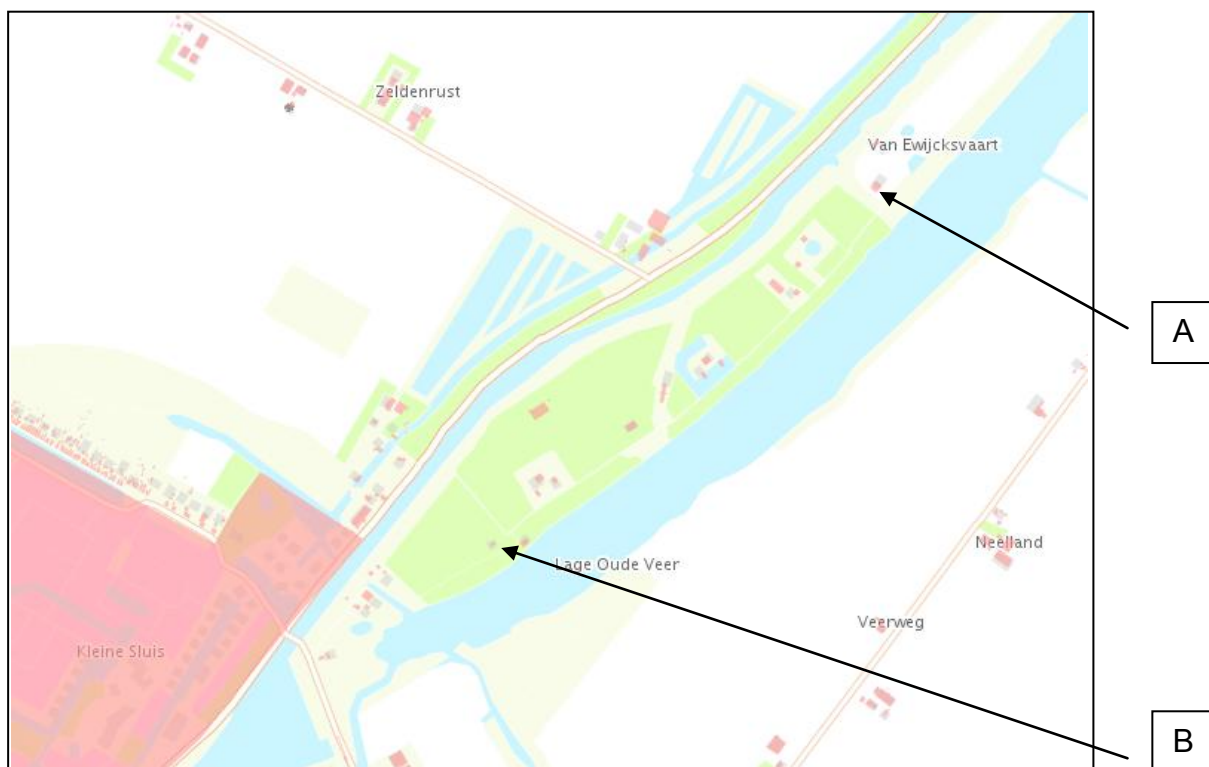 Zeldenrust
Van Ewijcksvaart
A
Neelland
Lage Oude Veer
Veerweg
Kleine Sluis
B